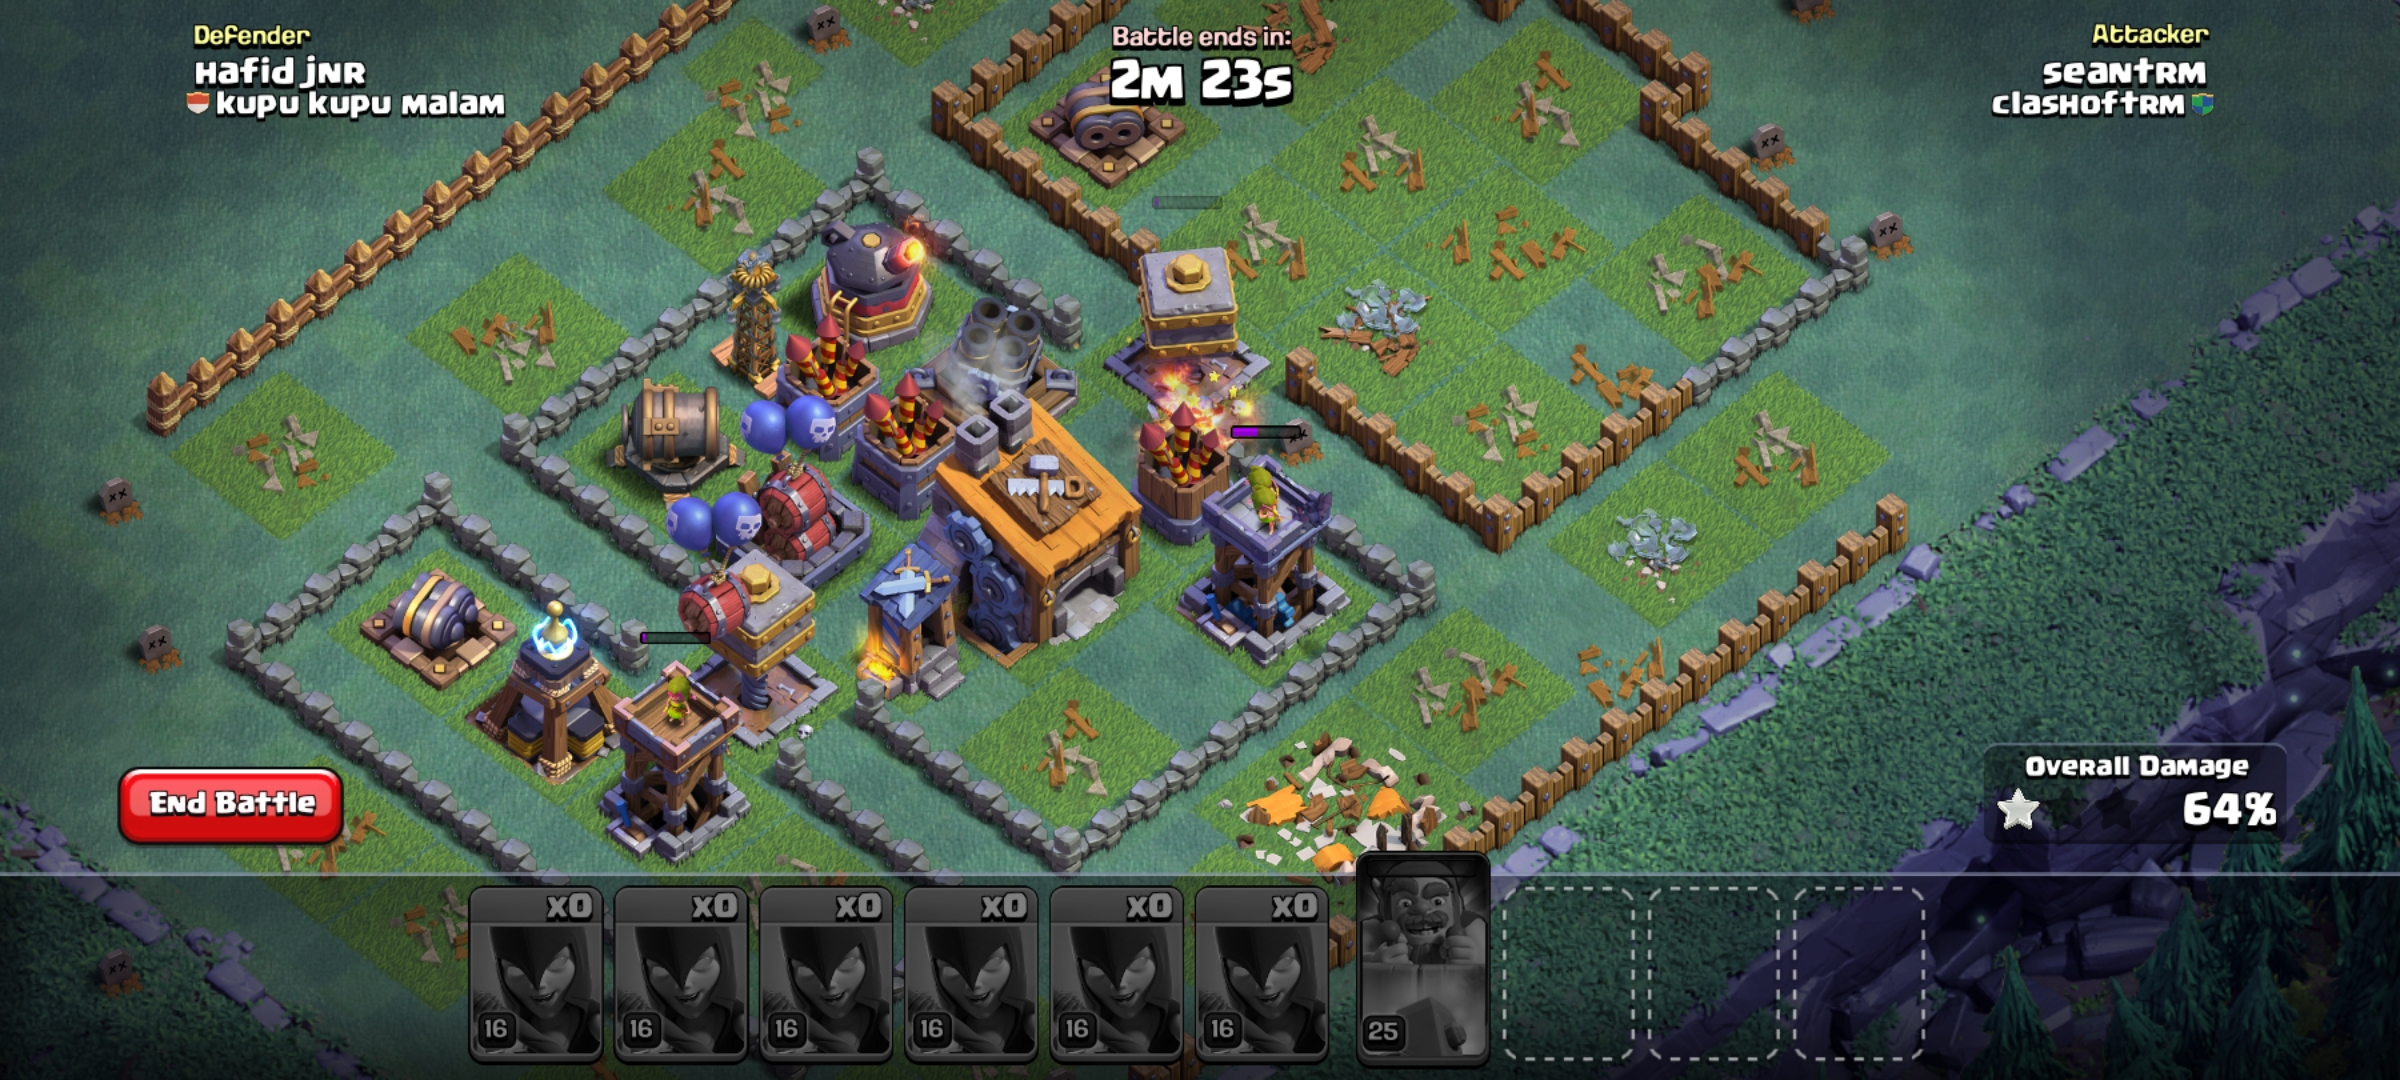 Defender
Hafid jNR
kupu kupu Malam
Battle ends in:
2M 23s
Attacker
seantRM
clashoftRM
End Battle
Overall Damage
64%
x0 x0 x0 x0 x0 x0
16 16 16 16 16 16 25